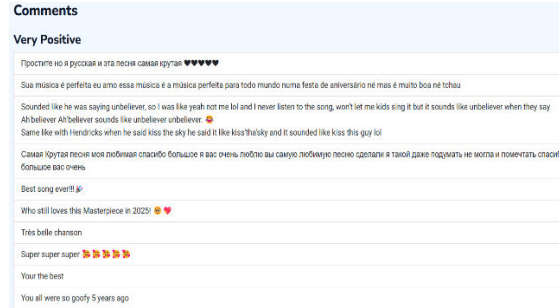 Comments
Very Positive
Простите но я русская и эта песня самая крутая ♥♥♥♥♥
Sua música é perfeita eu amo essa música é a música perfeita para todo mundo numa festa de aniversário né mas é muito boa né tchau
Sounded like he was saying unbeliever, so I was like yeah not me lol and I never listen to the song, won't let me kids sing it but it sounds like unbeliever when they say
Ah'believer Ah'believer sounds like unbeliever unbeliever. 😂
Same like with Hendricks when he said kiss the sky he said it like kiss'tha'sky and it sounded like kiss this guy lol
Самая Крутая песня моя любимая спасибо большое я вас очень люблю вы самую любимую песню сделали я такой даже подумать не могла и помечтать спаси
большое вас очень
Best song ever!!! 🎉
Who still loves this Masterpiece in 2025! 🥹 💖
Très belle chanson
Super super super 🥰 🥰 🥰 🥰 🥰
Your the best
You all were so goofy 5 years ago